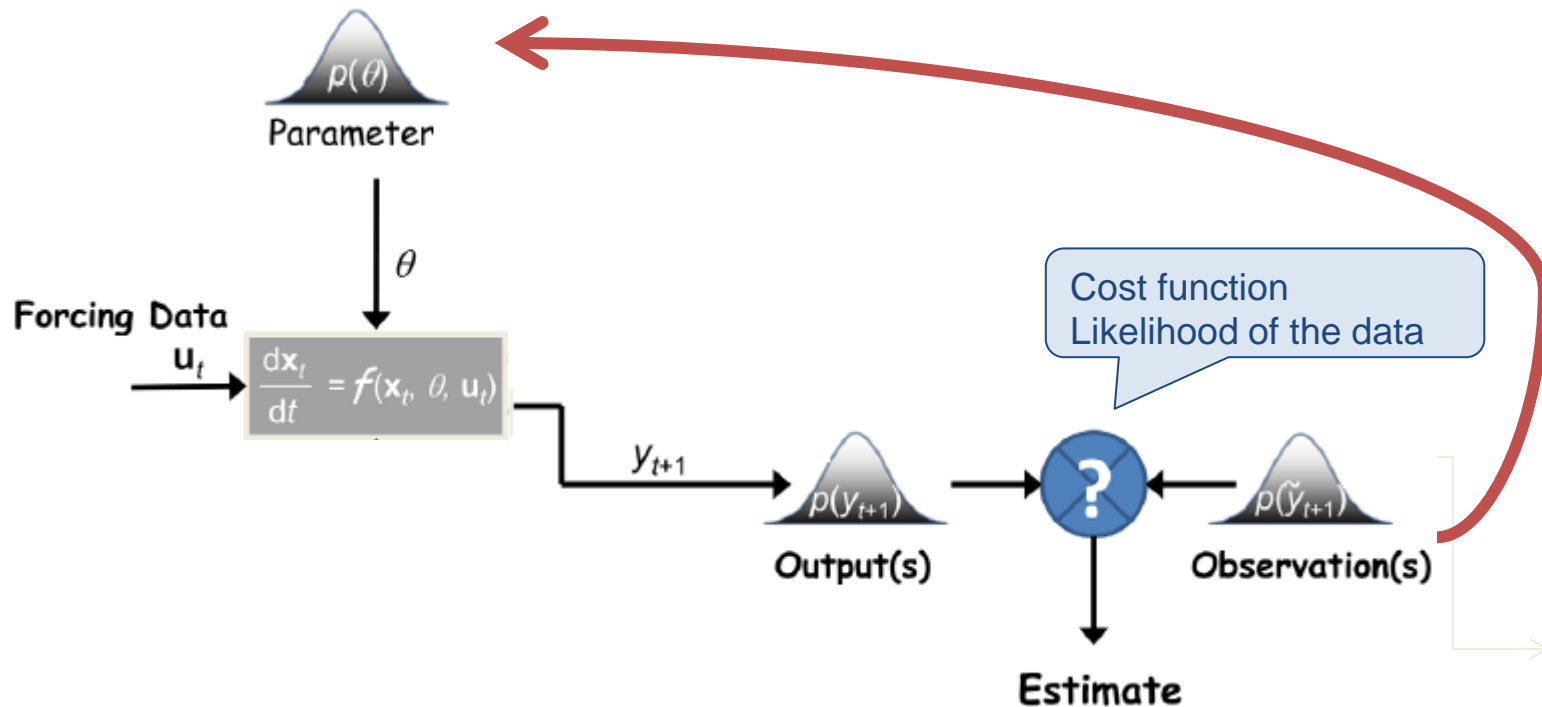 p(θ)
Parameter
θ
Forcing Data
u_t
dx_t/dt = f(x_t, θ, u_t)
Cost function
Likelihood of the data
y_{t+1}
p(y_{t+1})
?
p(ỹ_{t+1})
Output(s)
Observation(s)
Estimate